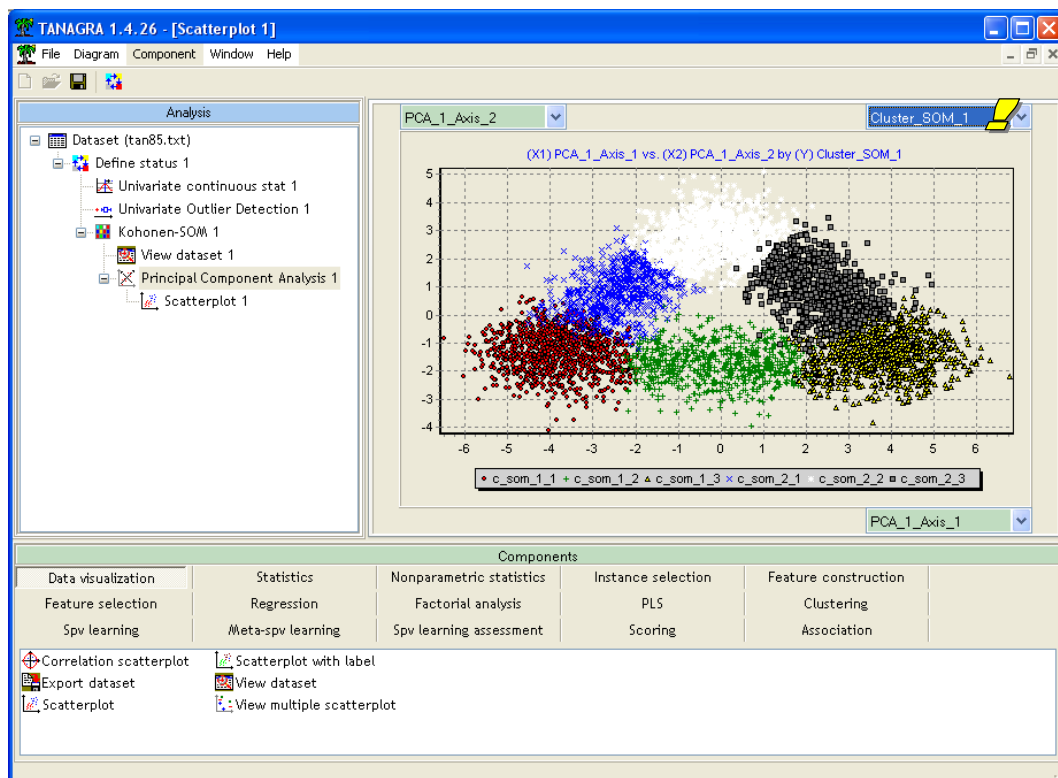 TANAGRA 1.4.26 - [Scatterplot 1]
File Diagram Component Window Help
Analysis
Dataset (tan85.txt)
Define status 1
Univariate continuous stat 1
Univariate Outlier Detection 1
Kohonen-SOM 1
View dataset 1
Principal Component Analysis 1
Scatterplot 1
PCA_1_Axis_2 Cluster_SOM_1
(X1) PCA_1_Axis_1 vs. (X2) PCA_1_Axis_2 by (Y) Cluster_SOM_1
5
4
3
2
1
0
-1
-2
-3
-4
-6 -5 -4 -3 -2 -1 0 1 2 3 4 5 6
c_som_1_1 c_som_1_2 c_som_1_3 c_som_2_1 c_som_2_2 c_som_2_3
PCA_1_Axis_1
Components
Data visualization Statistics Nonparametric statistics Instance selection Feature construction
Feature selection Regression Factorial analysis PLS Clustering
Spv learning Meta-spv learning Spv learning assessment Scoring Association
Correlation scatterplot Scatterplot with label
Export dataset View dataset
Scatterplot View multiple scatterplot